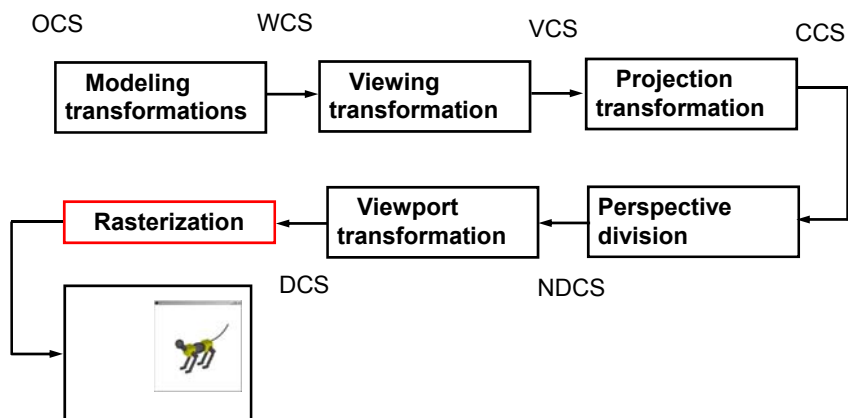 OCS
WCS
VCS
CCS
Modeling
transformations
Viewing
transformation
Projection
transformation
Rasterization
Viewport
transformation
Perspective
division
DCS
NDCS